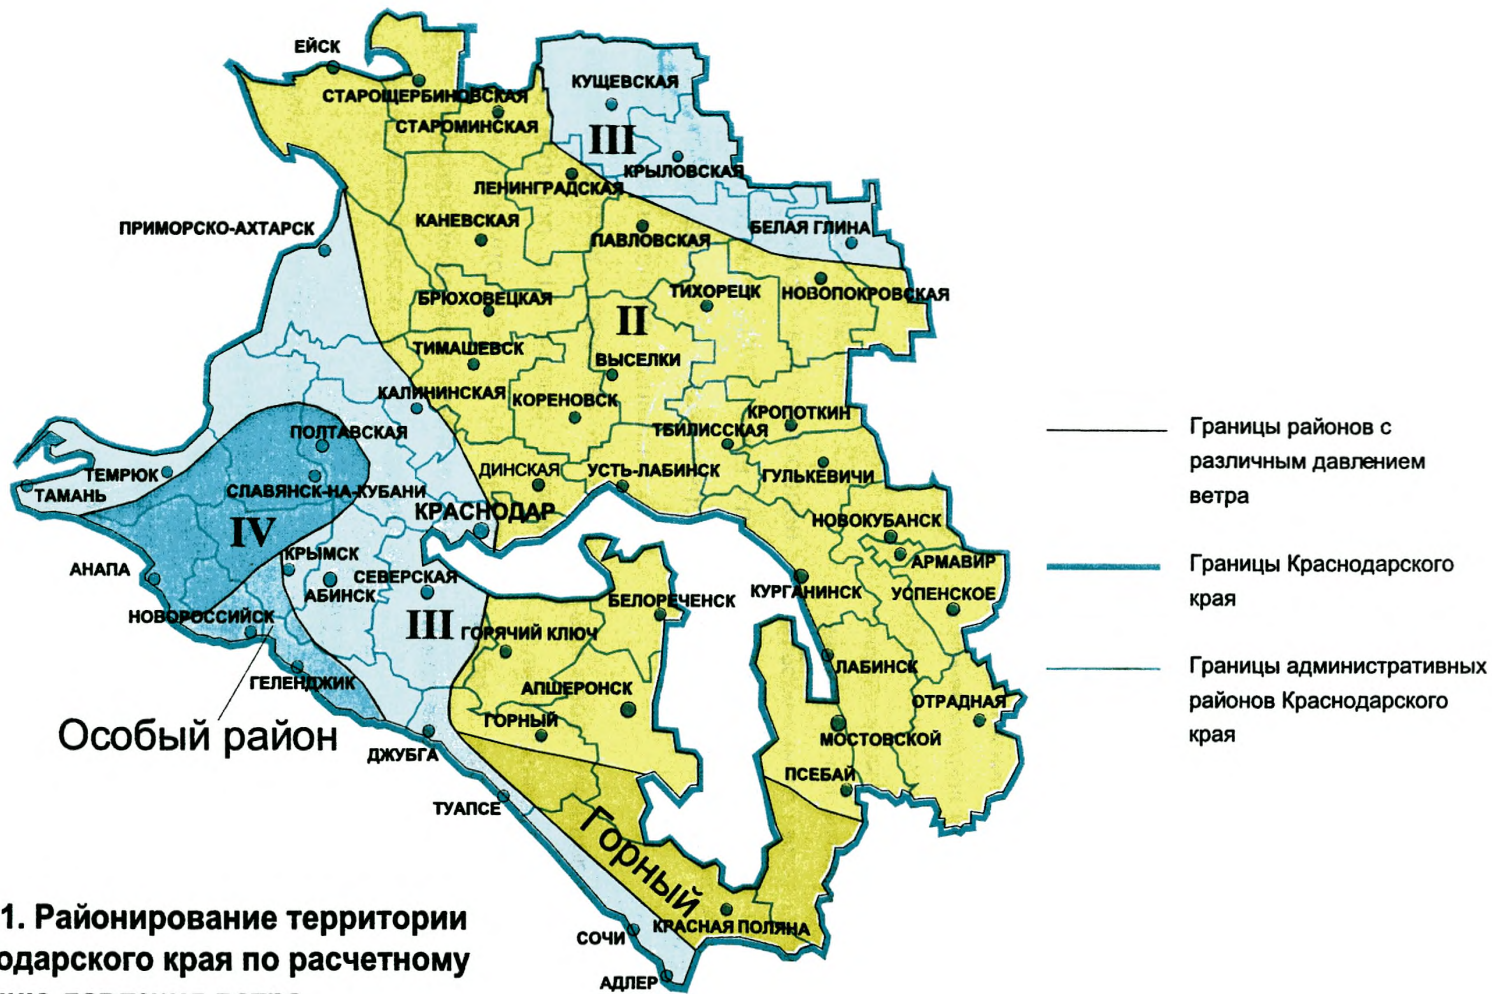 ЕЙСК
СТАРОЩЕРБИНОВСКАЯ
СТАРОМИНСКАЯ
КУЩЕВСКАЯ
III
КРЫЛОВСКАЯ
ЛЕНИНГРАДСКАЯ
ПРИМОРСКО-АХТАРСК
КАНЕВСКАЯ
ПАВЛОВСКАЯ
БЕЛАЯ ГЛИНА
БРЮХОВЕЦКАЯ
ТИХОРЕЦК
НОВОПОКРОВСКАЯ
II
ТИМАШЕВСК
ВЫСЕЛКИ
КАЛИНИНСКАЯ
КОРЕНОВСК
КРОПОТКИН
ПОЛТАВСКАЯ
ТБИЛИССКАЯ
ТЕМРЮК
ТАМАНЬ
СЛАВЯНСК-НА-КУБАНИ
ДИНСКАЯ
УСТЬ-ЛАБИНСК
ГУЛЬКЕВИЧИ
КРАСНОДАР
IV
НОВОКУБАНСК
АНАПА
КРЫМСК
АБИНСК
СЕВЕРСКАЯ
АРМАВИР
КУРГАНИНСК
УСПЕНСКОЕ
НОВОРОССИЙСК
III
БЕЛОРЕЧЕНСК
ГОРЯЧИЙ КЛЮЧ
ЛАБИНСК
ГЕЛЕНДЖИК
АПШЕРОНСК
ОТРАДНАЯ
ГОРНЫЙ
МОСТОВСКОЙ
Особый район
ДЖУБГА
ПСЕБАЙ
ТУАПСЕ
Горный
КРАСНАЯ ПОЛЯНА
СОЧИ
АДЛЕР
Границы районов с
различным давлением
ветра
Границы Краснодарского
края
Границы административных
районов Краснодарского
края
1. Районирование территории
одарского края по расчетному